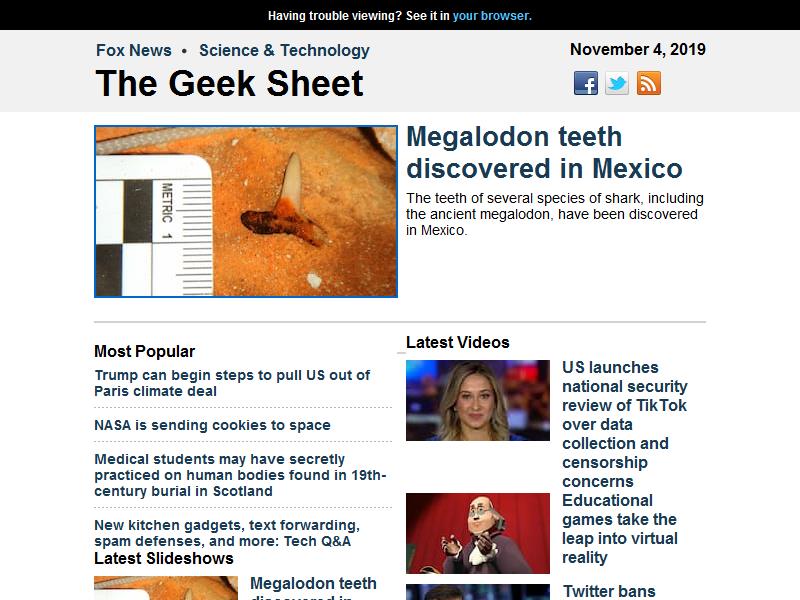 Having trouble viewing? See it in your browser.
Fox News • Science & Technology
November 4, 2019
The Geek Sheet
METRIC 1
Megalodon teeth
discovered in Mexico
The teeth of several species of shark, including
the ancient megalodon, have been discovered
in Mexico.
Most Popular
Trump can begin steps to pull US out of
Paris climate deal
NASA is sending cookies to space
Medical students may have secretly
practiced on human bodies found in 19th-
century burial in Scotland
New kitchen gadgets, text forwarding,
spam defenses, and more: Tech Q&A
Latest Slideshows
Megalodon teeth
discovered in
Latest Videos
US launches
national security
review of TikTok
over data
collection and
censorship
concerns
Educational
games take the
leap into virtual
reality
Twitter bans